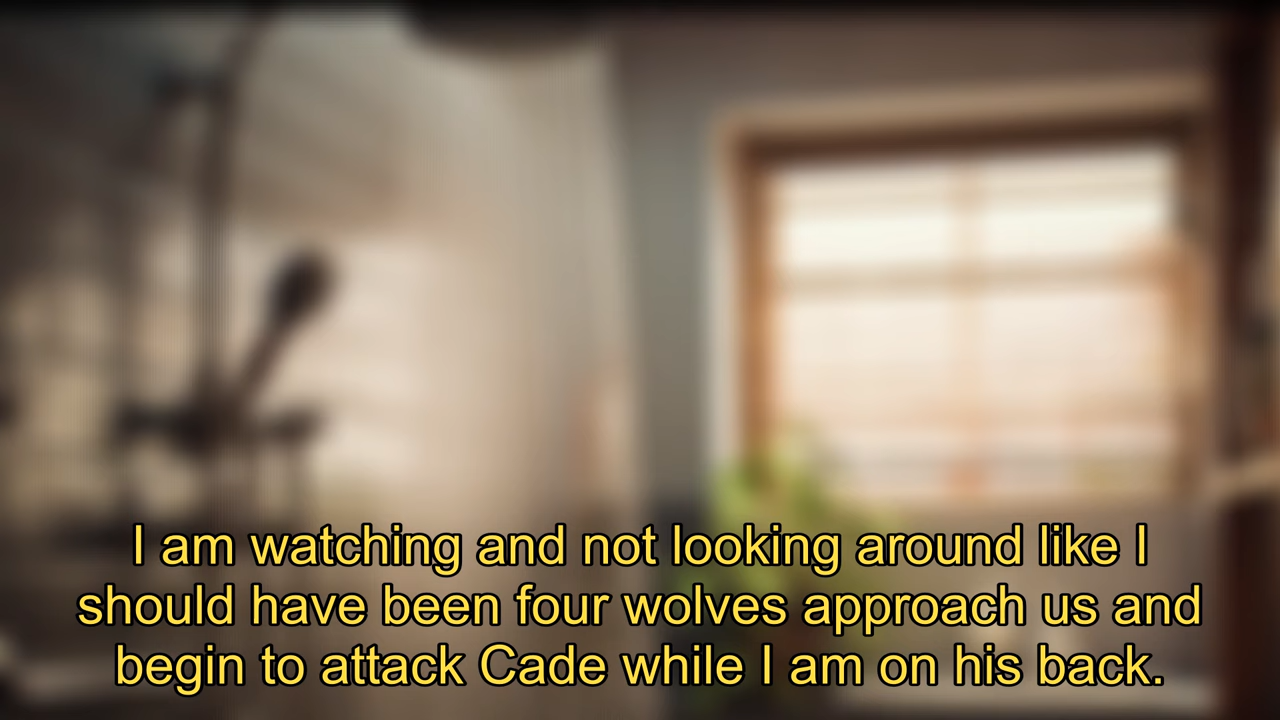 I am watching and not looking around like I
should have been four wolves approach us and
begin to attack Cade while I am on his back.